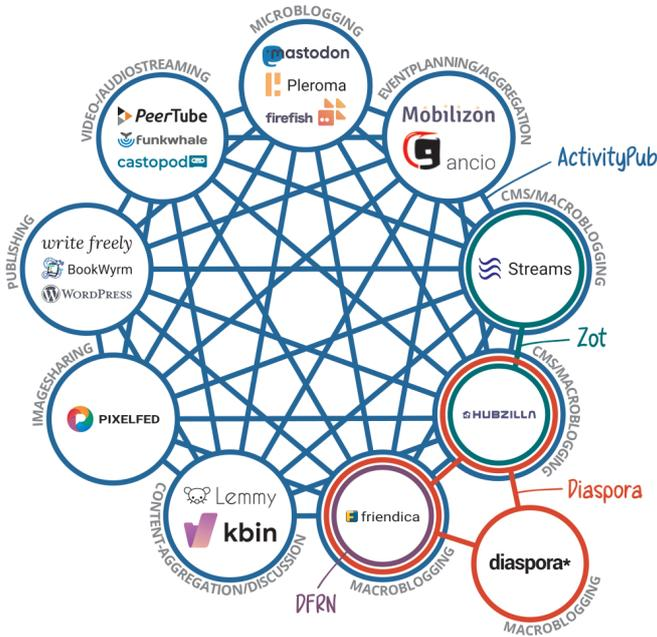 MICROBLOGGING
mastodon
Pleroma
firefish
VIDEO-/AUDIOSTREAMING
PeerTube
funkwhale
castopod
EVENTPLANNING/AGGREGATION
Mobilizon
gancio
ActivityPub
PUBLISHING
write freely
BookWyrm
WORDPRESS
CMS/MACROBLOGGING
Streams
Zot
IMAGESHARING
PIXELFED
CMS/MACROBLOGGING
HUBZILLA
Diaspora
CONTENT-AGGREGATION/DISCUSSION
Lemmy
kbin
friendica
MACROBLOGGING
DFRN
diaspora*
MACROBLOGGING